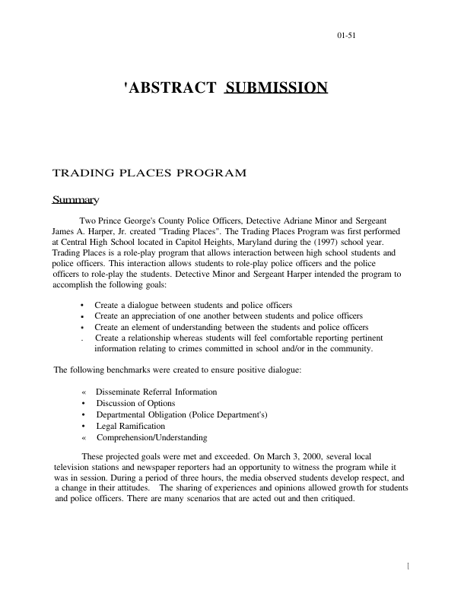 01-51
'ABSTRACT SUBMISSION
TRADING PLACES PROGRAM
Summary
Two Prince George's County Police Officers, Detective Adriane Minor and Sergeant
James A. Harper, Jr. created "Trading Places". The Trading Places Program was first performed
at Central High School located in Capitol Heights, Maryland during the (1997) school year.
Trading Places is a role-play program that allows interaction between high school students and
police officers. This interaction allows students to role-play police officers and the police
officers to role-play the students. Detective Minor and Sergeant Harper intended the program to
accomplish the following goals:
• Create a dialogue between students and police officers
• Create an appreciation of one another between students and police officers
• Create an element of understanding between the students and police officers
. Create a relationship whereas students will feel comfortable reporting pertinent
information relating to crimes committed in school and/or in the community.
The following benchmarks were created to ensure positive dialogue:
« Disseminate Referral Information
• Discussion of Options
• Departmental Obligation (Police Department's)
• Legal Ramification
« Comprehension/Understanding
These projected goals were met and exceeded. On March 3, 2000, several local
television stations and newspaper reporters had an opportunity to witness the program while it
was in session. During a period of three hours, the media observed students develop respect, and
a change in their attitudes. The sharing of experiences and opinions allowed growth for students
and police officers. There are many scenarios that are acted out and then critiqued.
|